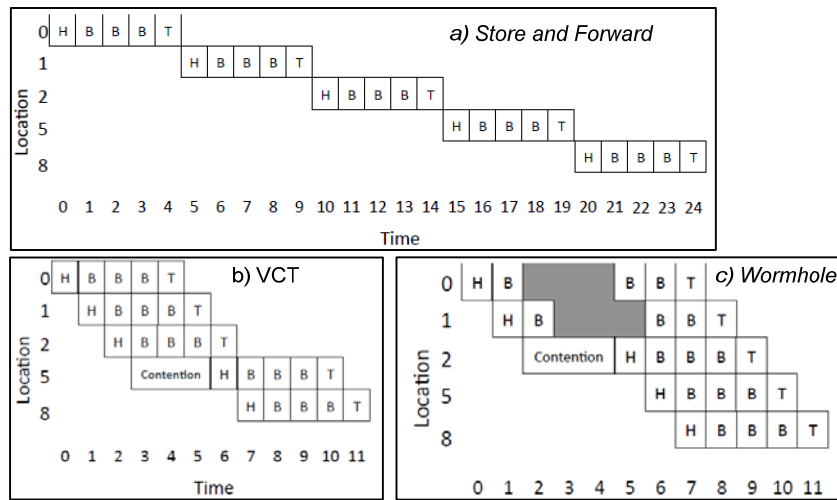 a) Store and Forward
0 H B B B T
1 H B B B T
2 H B B B T
5 H B B B T
8 H B B B T
Location
0 1 2 3 4 5 6 7 8 9 10 11 12 13 14 15 16 17 18 19 20 21 22 23 24
Time
b) VCT
0 H B B B T
1 H B B B T
2 H B B B T
5 Contention H B B B T
8 H B B B T
Location
0 1 2 3 4 5 6 7 8 9 10 11
Time
c) Wormhole
0 H B B B T
1 H B B B T
2 Contention H B B B T
5 H B B B T
8 H B B B T
Location
0 1 2 3 4 5 6 7 8 9 10 11